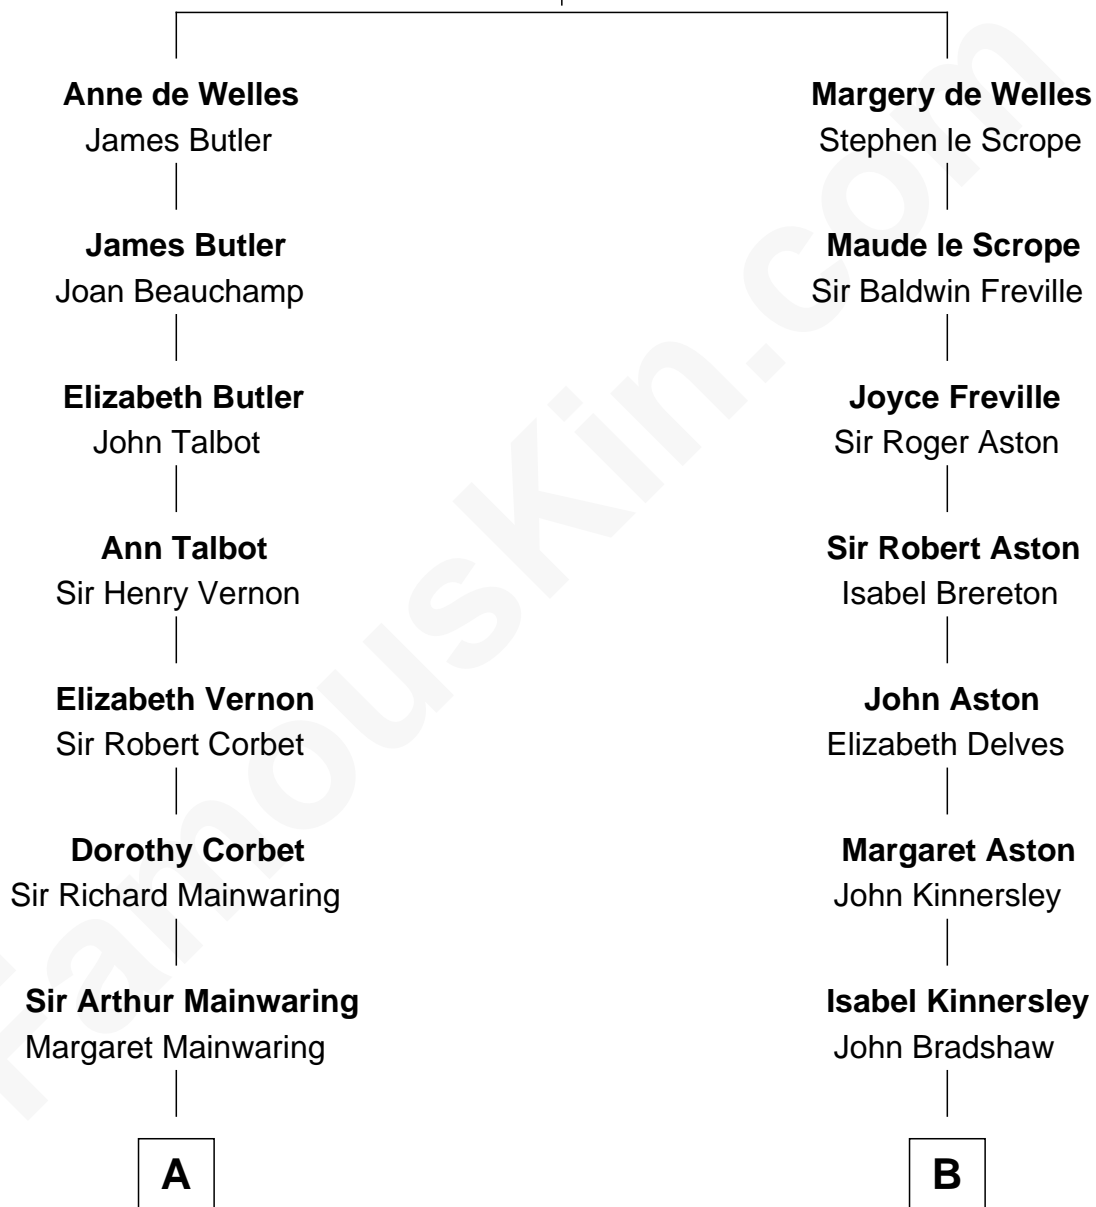 Anne de Welles
James Butler
James Butler
Joan Beauchamp
Elizabeth Butler
John Talbot
Ann Talbot
Sir Henry Vernon
Elizabeth Vernon
Sir Robert Corbet
Dorothy Corbet
Sir Richard Mainwaring
Sir Arthur Mainwaring
Margaret Mainwaring
A
Margery de Welles
Stephen le Scrope
Maude le Scrope
Sir Baldwin Freville
Joyce Freville
Sir Roger Aston
Sir Robert Aston
Isabel Brereton
John Aston
Elizabeth Delves
Margaret Aston
John Kinnersley
Isabel Kinnersley
John Bradshaw
B
FamousKin.com